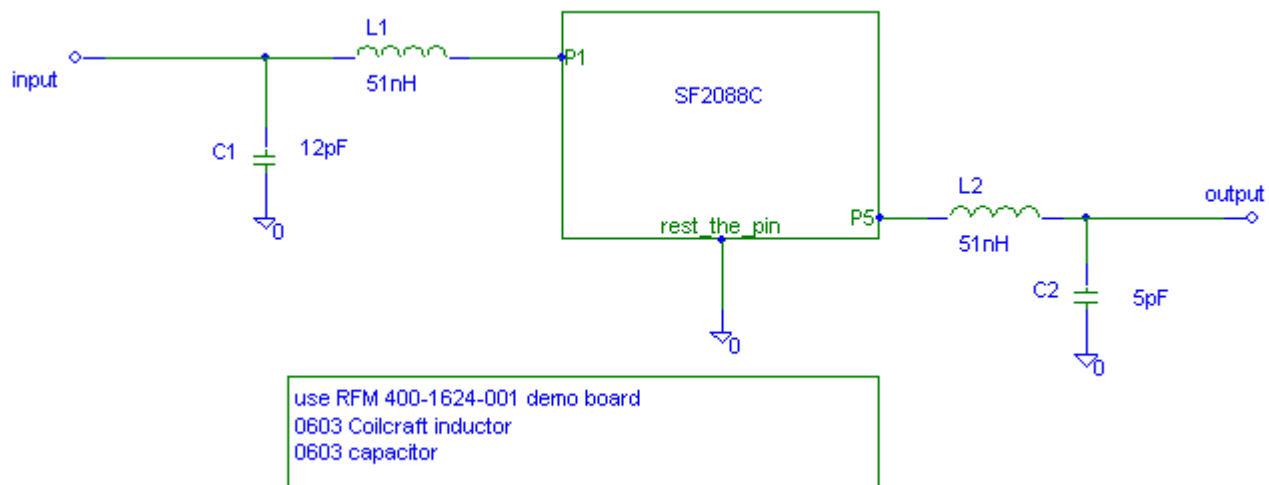 L1
input
51nH
P1
SF2088C
C1
12pF
0
L2
output
P5
rest_the_pin
51nH
C2
5pF
0
0
use RFM 400-1624-001 demo board
0603 Coilcraft inductor
0603 capacitor